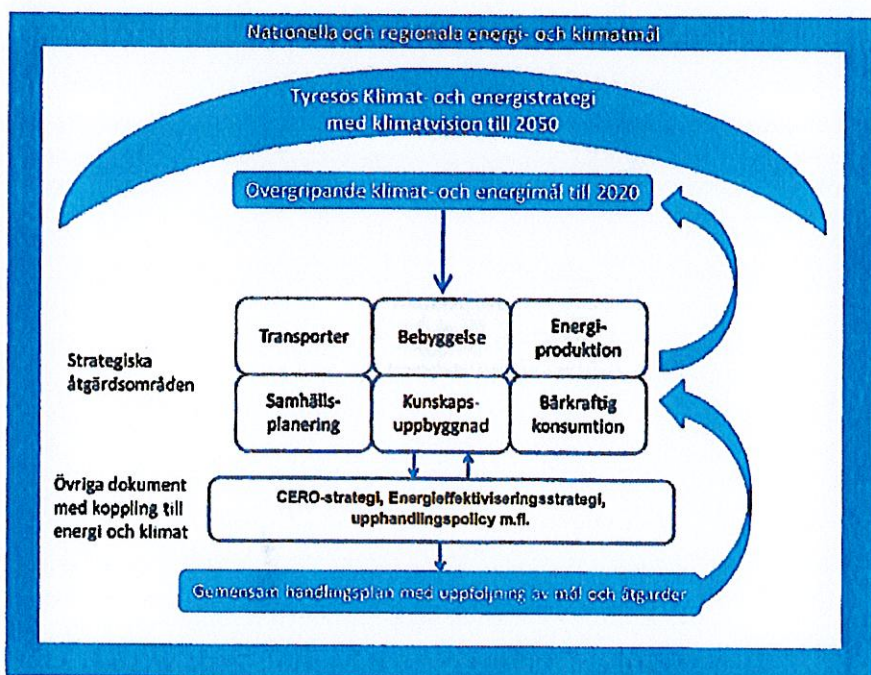 Nationella och regionala energi- och klimatmål
Tyresös Klimat- och energistrategi
med klimatvision till 2050
Övergripande klimat- och energimål till 2020
Strategiska
åtgärdsområden
Transporter
Bebyggelse
Energi-
produktion
Samhälls-
planering
Kunskaps-
uppbyggnad
Bärkraftig
konsumtion
Övriga dokument
med koppling till
energi och klimat
CERO-strategi, Energieffektiviseringsstrategi,
upphandlingspolicy m.fl.
Gemensam handlingsplan med uppföljning av mål och åtgärder